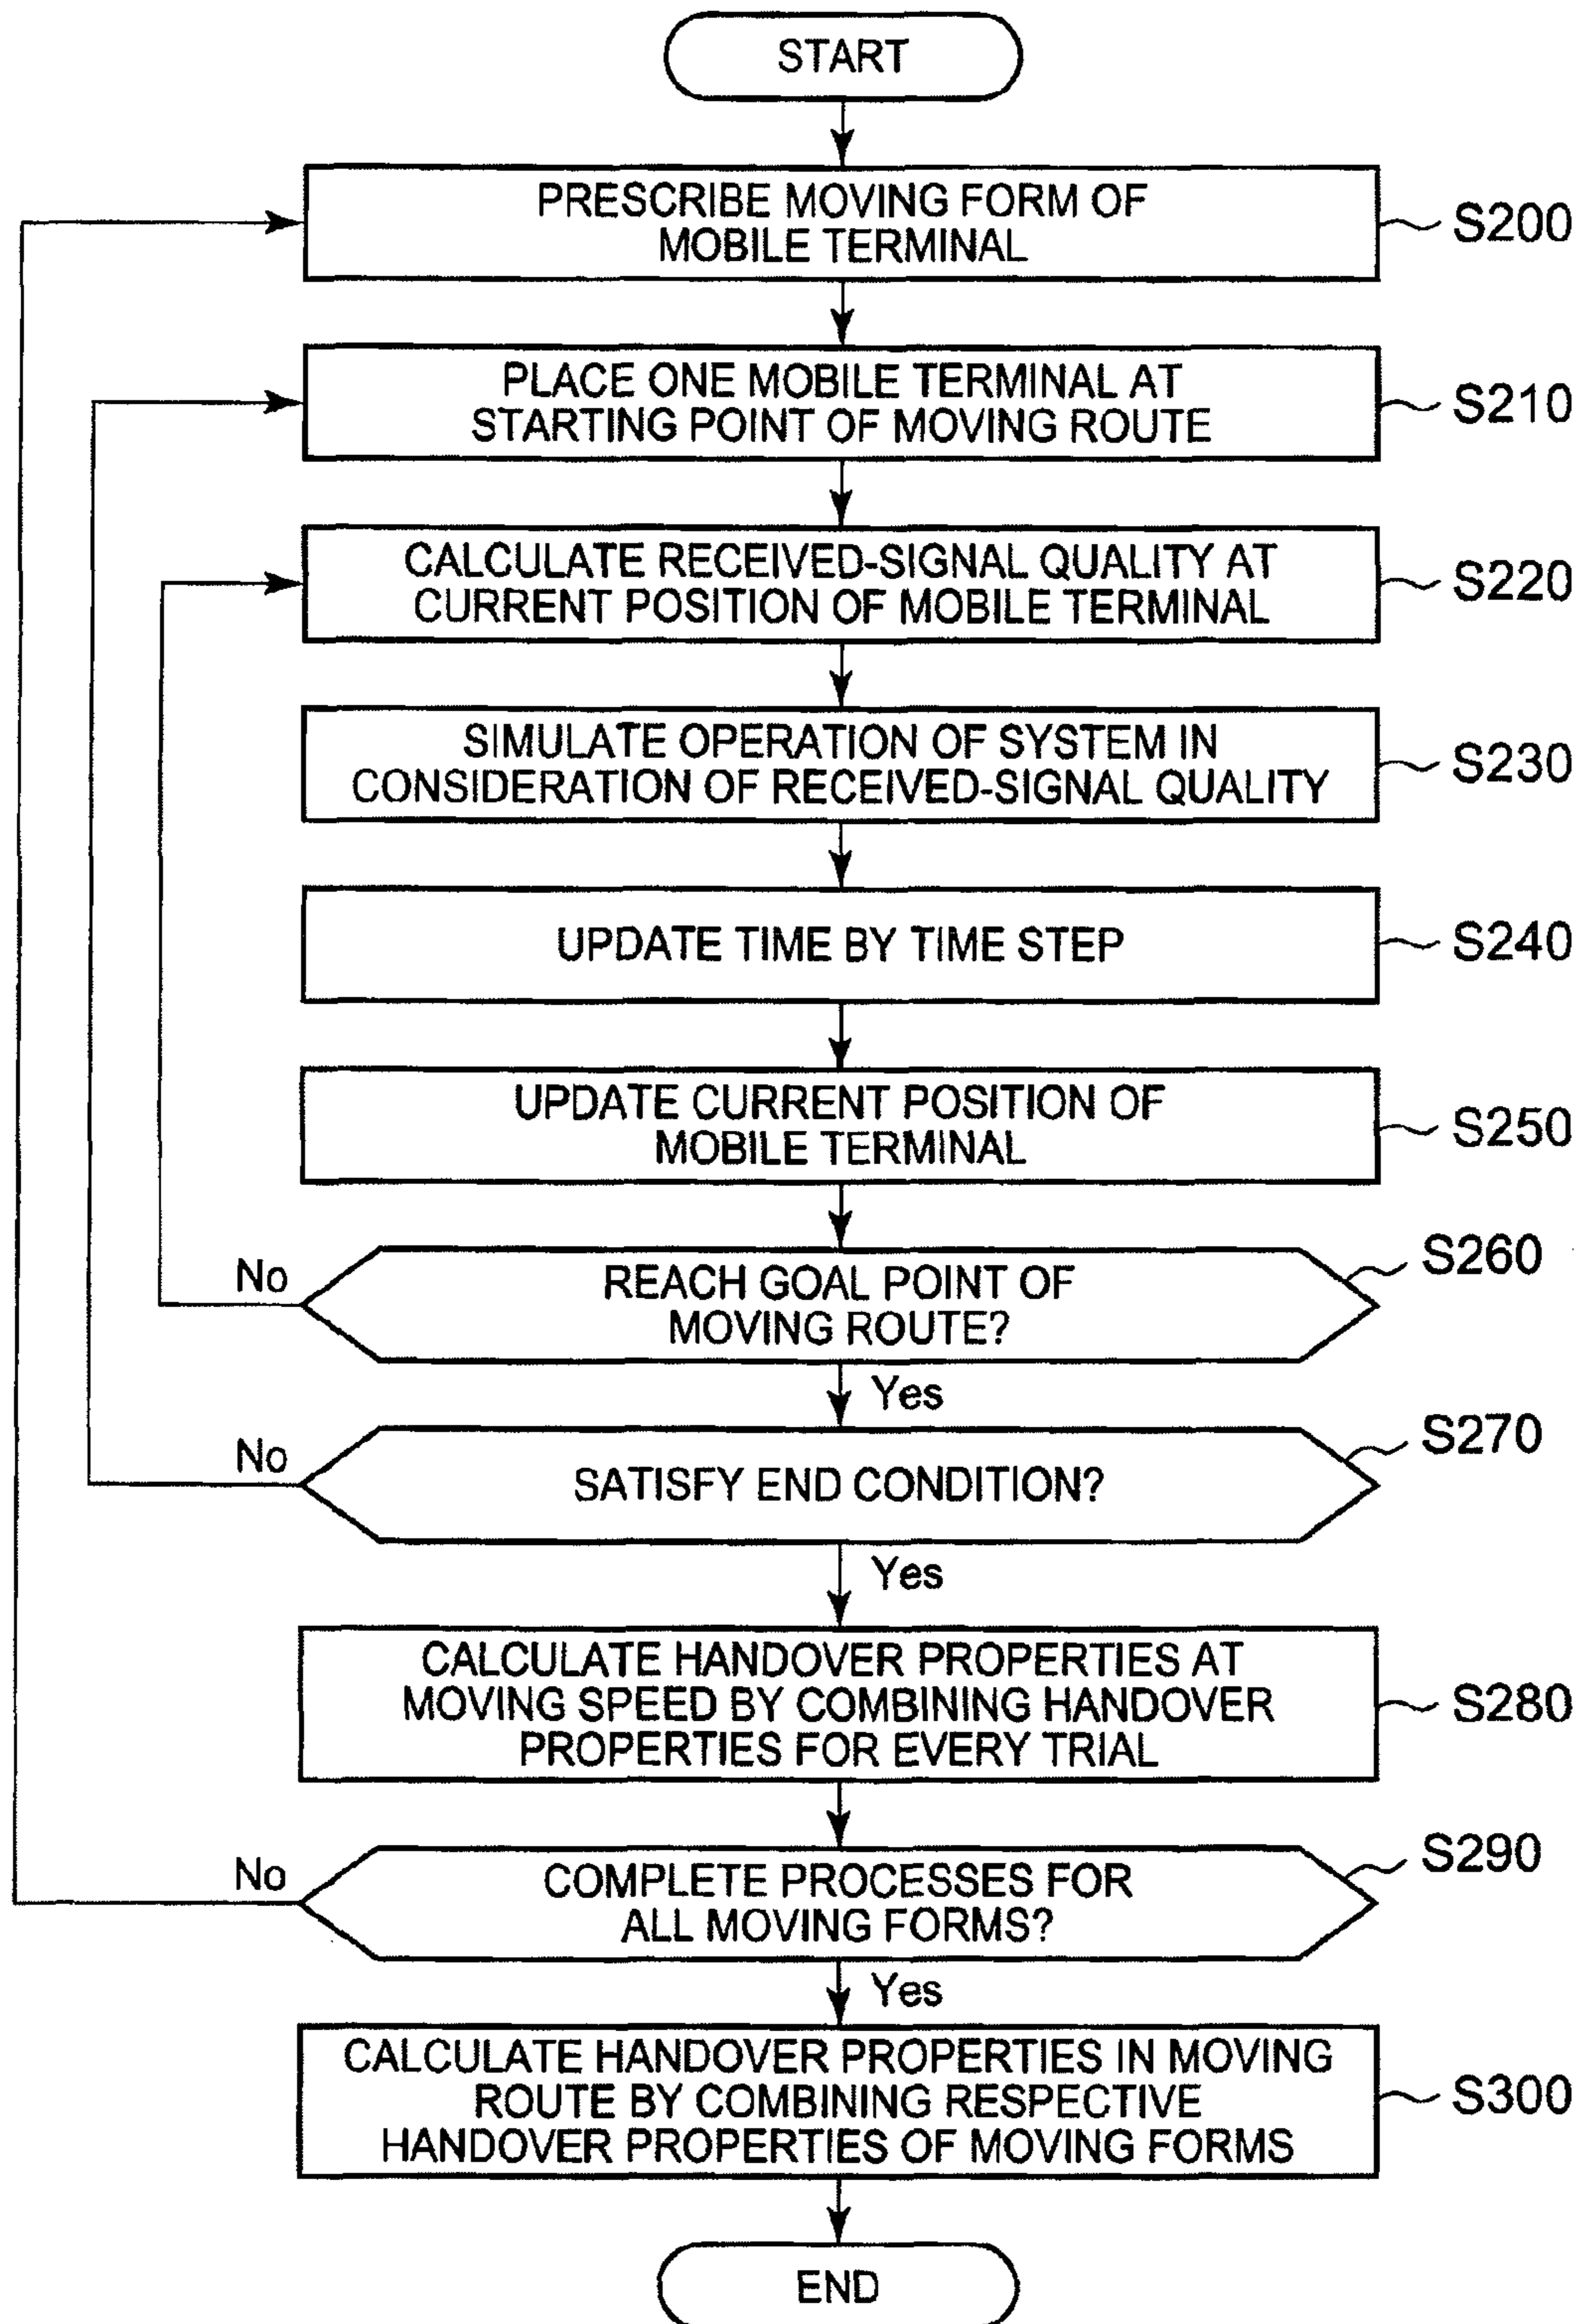 START
PRESCRIBE MOVING FORM OF
MOBILE TERMINAL
S200
PLACE ONE MOBILE TERMINAL AT
STARTING POINT OF MOVING ROUTE
S210
CALCULATE RECEIVED-SIGNAL QUALITY AT
CURRENT POSITION OF MOBILE TERMINAL
S220
SIMULATE OPERATION OF SYSTEM IN
CONSIDERATION OF RECEIVED-SIGNAL QUALITY
S230
UPDATE TIME BY TIME STEP
S240
UPDATE CURRENT POSITION OF
MOBILE TERMINAL
S250
No
REACH GOAL POINT OF
MOVING ROUTE?
S260
Yes
No
SATISFY END CONDITION?
S270
Yes
CALCULATE HANDOVER PROPERTIES AT
MOVING SPEED BY COMBINING HANDOVER
PROPERTIES FOR EVERY TRIAL
S280
No
COMPLETE PROCESSES FOR
ALL MOVING FORMS?
S290
Yes
CALCULATE HANDOVER PROPERTIES IN MOVING
ROUTE BY COMBINING RESPECTIVE
HANDOVER PROPERTIES OF MOVING FORMS
S300
END